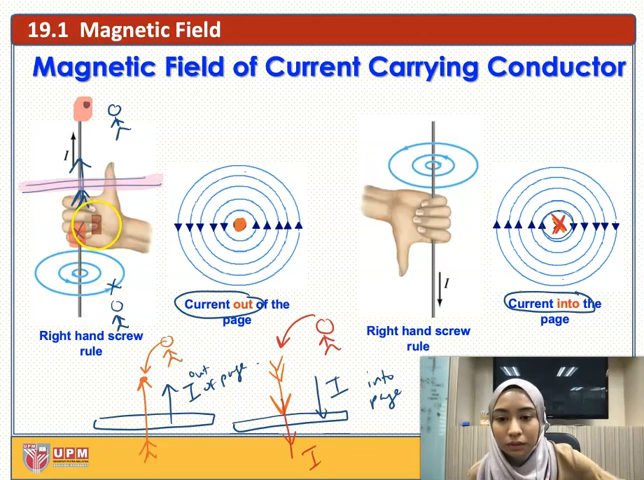 19.1 Magnetic Field
Magnetic Field of Current Carrying Conductor
I
Current out of the
page
Right hand screw
rule
I
Current into the
page
Right hand screw
rule
I out of page
I into
page
I
UPM